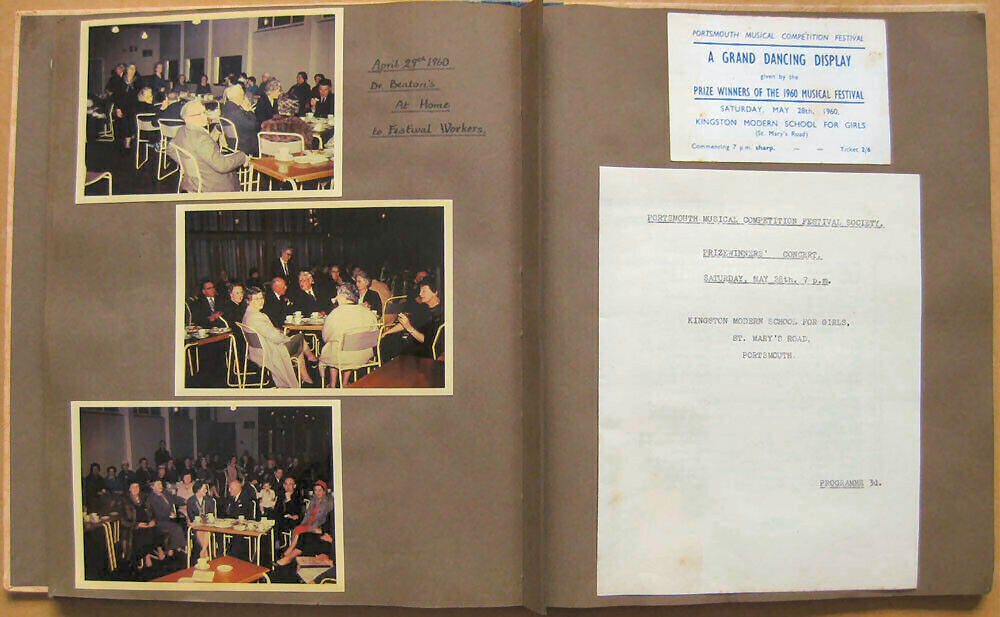 April 29th 1960
Dr Beaton's
At Home
to Festival Workers.
PORTSMOUTH MUSICAL COMPETITION FESTIVAL
A GRAND DANCING DISPLAY
given by the
PRIZE WINNERS OF THE 1960 MUSICAL FESTIVAL
SATURDAY, MAY 28th, 1960,
KINGSTON MODERN SCHOOL FOR GIRLS
(St. Mary's Road)
Commencing 7 p.m. sharp. — — Ticket 2/6
PORTSMOUTH MUSICAL COMPETITION FESTIVAL SOCIETY.
PRIZEWINNERS' CONCERT.
SATURDAY, MAY 28th, 7 p.m.
KINGSTON MODERN SCHOOL FOR GIRLS,
ST. MARY'S ROAD,
PORTSMOUTH.
PROGRAMME 3d.